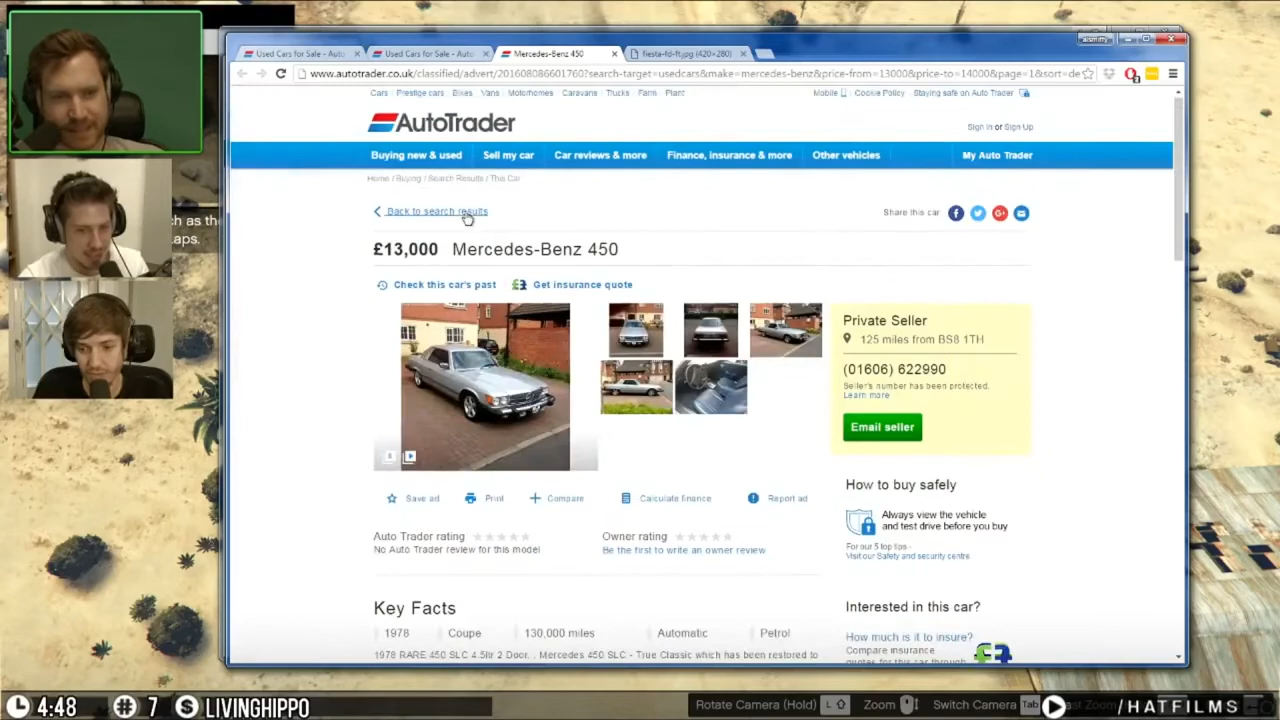 Used Cars for Sale - Auto
Used Cars for Sale - Auto
Mercedes-Benz 450
fiesta-fd-ft.jpg (420×280)
aismitty
www.autotrader.co.uk/classified/advert/201608086601760?search-target=usedcars&make=mercedes-benz&price-from=13000&price-to=14000&page=1&sort=de
Cars Prestige cars Bikes Vans Motorhomes Caravans Trucks Farm Plant
Mobile Cookie Policy Staying safe on Auto Trader
AutoTrader
Sign in or Sign Up
Buying new & used Sell my car Car reviews & more Finance, insurance & more Other vehicles My Auto Trader
Home / Buying / Search Results / This Car
Back to search results
Share this car
ch as the
aps.
£13,000 Mercedes-Benz 450
Check this car's past
Get insurance quote
Private Seller
125 miles from BS8 1TH
(01606) 622990
Seller's number has been protected.
Learn more
Email seller
Save ad Print Compare Calculate finance Report ad
How to buy safely
Always view the vehicle
and test drive before you buy
For our 5 top tips -
Visit our Safety and security centre
Auto Trader rating
No Auto Trader review for this model
Owner rating
Be the first to write an owner review
Key Facts
1978 Coupe 130,000 miles Automatic Petrol
1978 RARE 450 SLC 4.5ltr 2 Door. , Mercedes 450 SLC - True Classic which has been restored to
Interested in this car?
How much is it to insure?
Compare insurance
quotes for this car through
4:48 # 7 $ LIVINGHIPPO
Rotate Camera (Hold) L Zoom Switch Camera Tab
Zoom
/HATFILMS